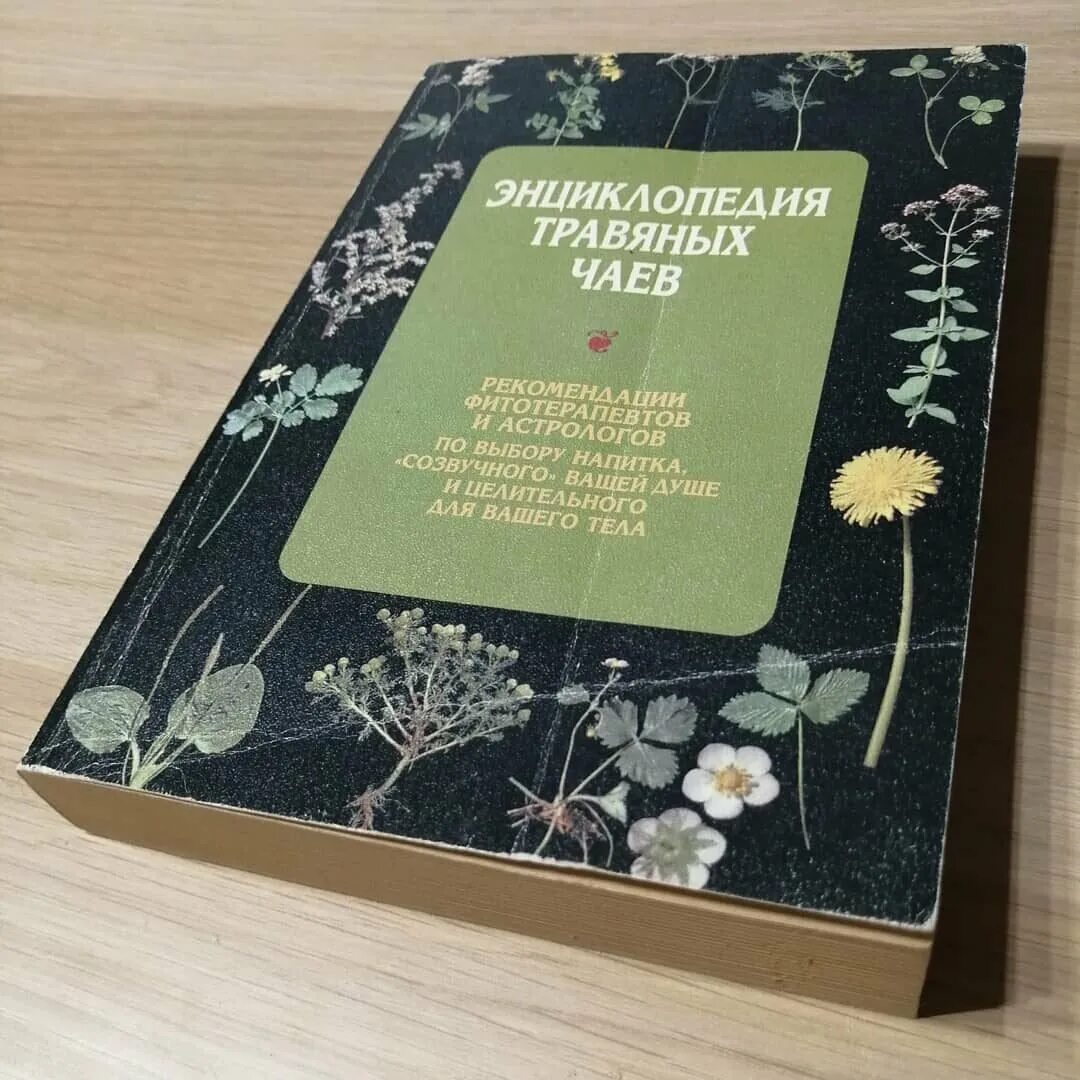 ЭНЦИКЛОПЕДИЯ
ТРАВЯНЫХ
ЧАЕВ
РЕКОМЕНДАЦИИ
ФИТОТЕРАПЕВТОВ
И АСТРОЛОГОВ
ПО ВЫБОРУ НАПИТКА,
«СОЗВУЧНОГО» ВАШЕЙ ДУШЕ
И ЦЕЛИТЕЛЬНОГО
ДЛЯ ВАШЕГО ТЕЛА